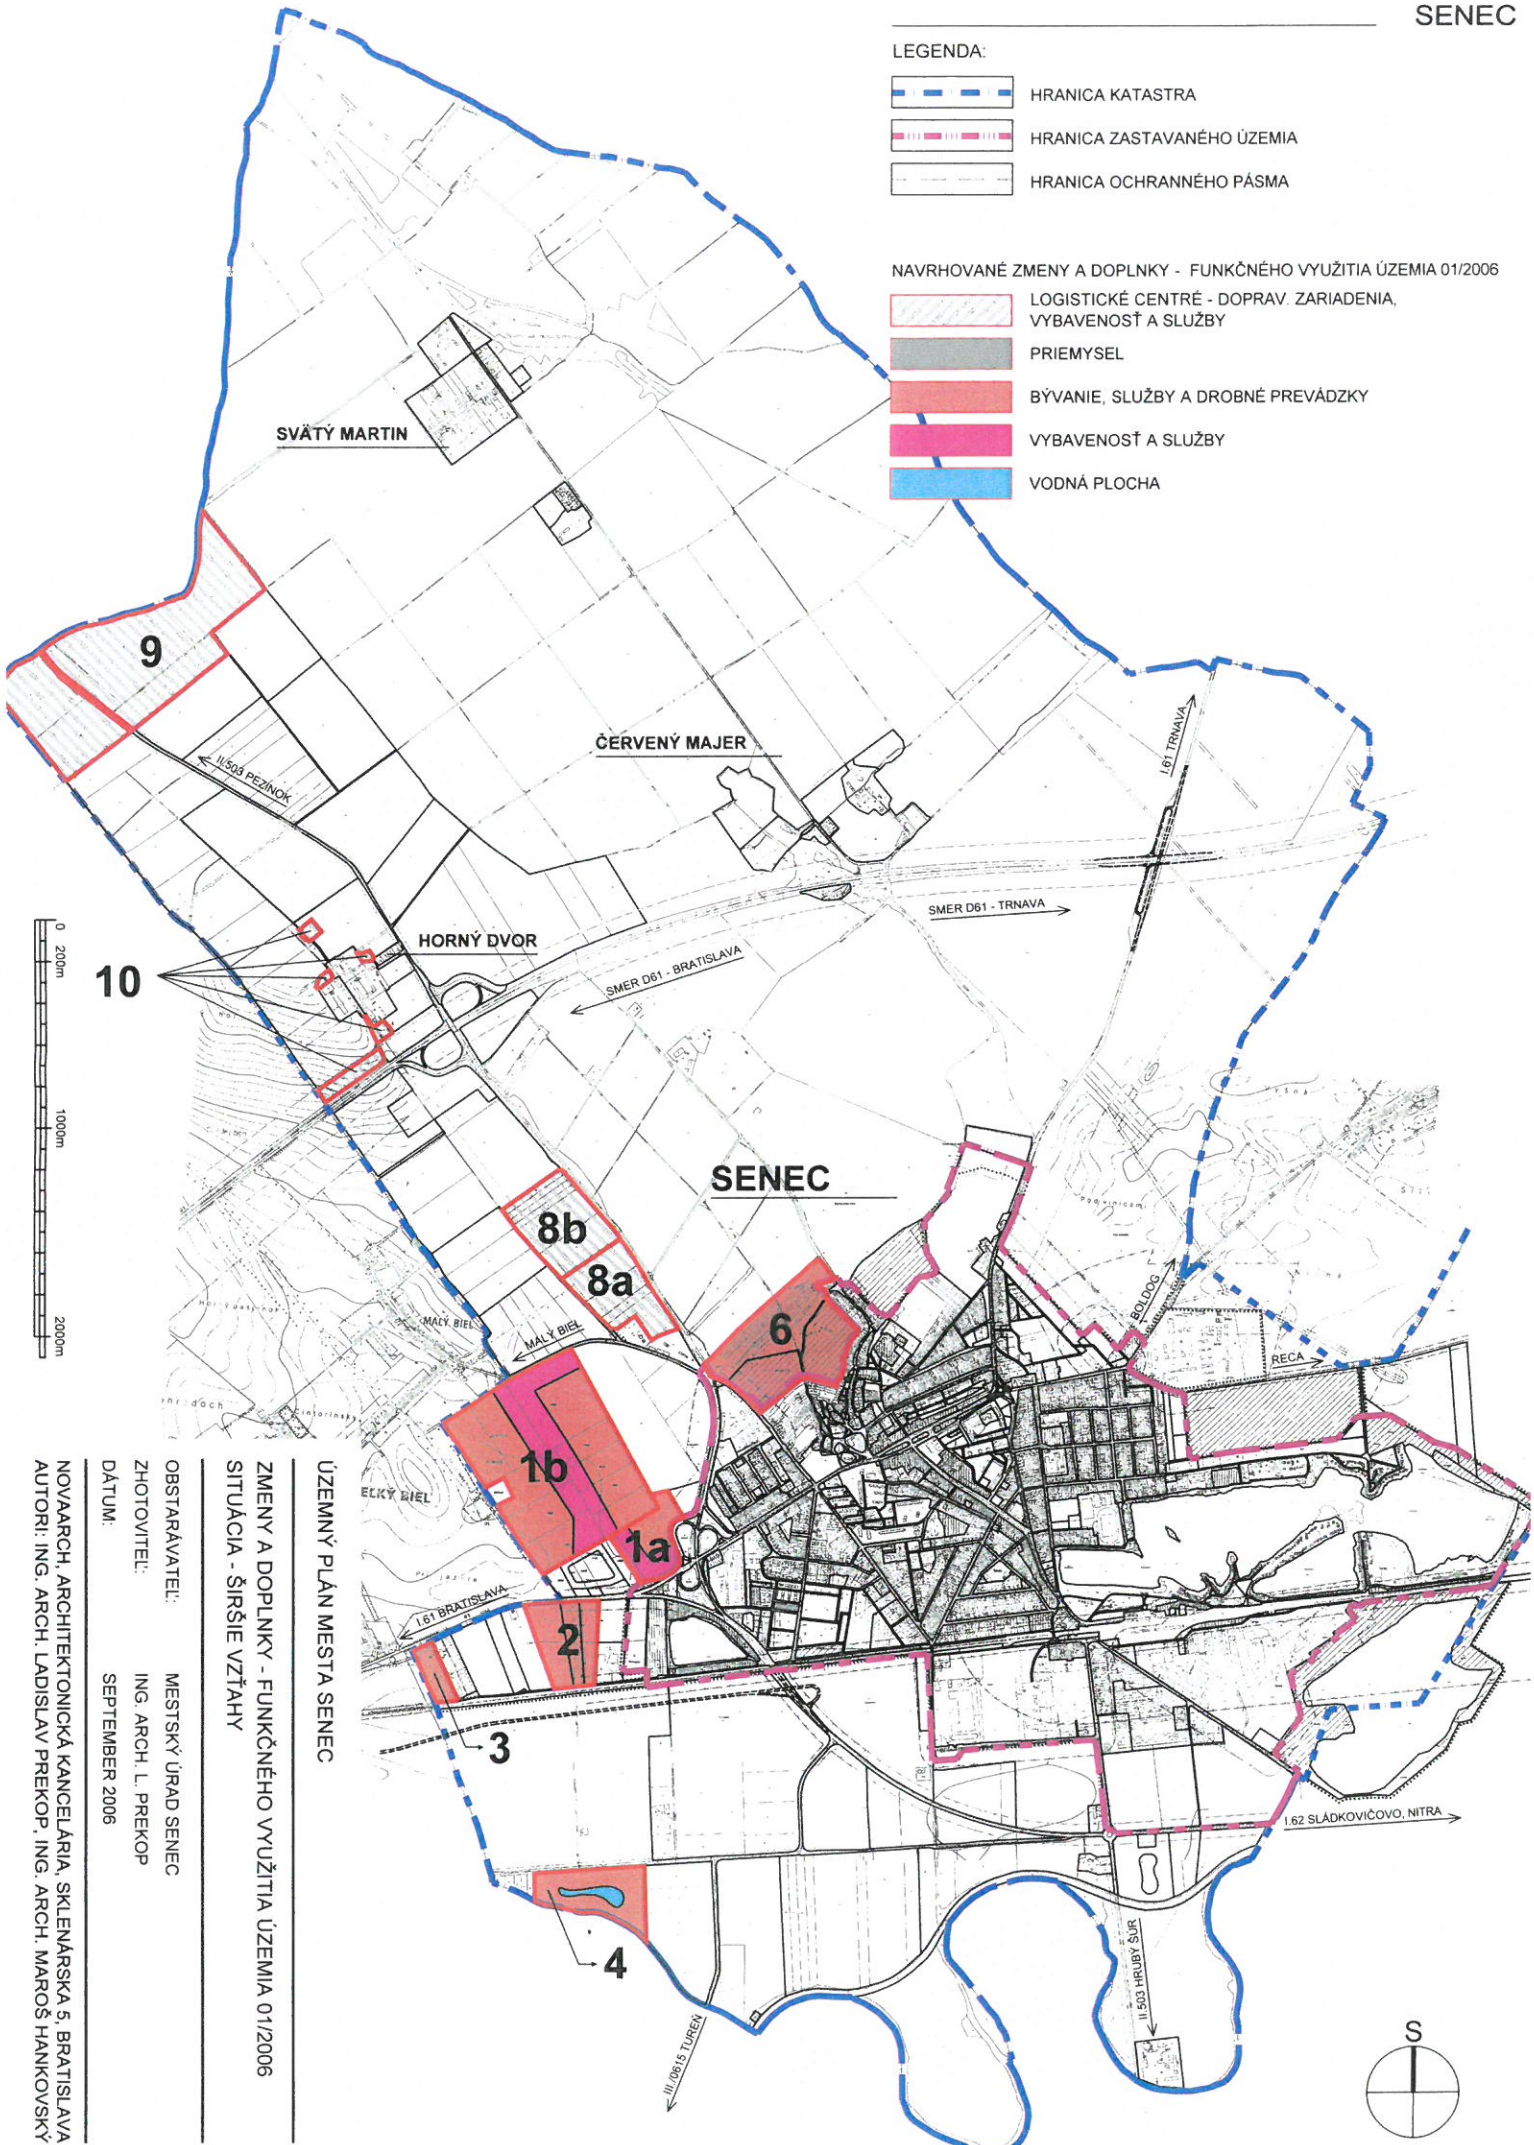 SENEC
LEGENDA:
HRANICA KATASTRA
HRANICA ZASTAVANÉHO ÚZEMIA
HRANICA OCHRANNÉHO PÁSMA
NAVRHOVANÉ ZMENY A DOPLNKY - FUNKČNÉHO VYUŽITIA ÚZEMIA 01/2006
LOGISTICKÉ CENTRÉ - DOPRAV. ZARIADENIA,
VYBAVENOSŤ A SLUŽBY
PRIEMYSEL
BÝVANIE, SLUŽBY A DROBNÉ PREVÁDZKY
VYBAVENOSŤ A SLUŽBY
VODNÁ PLOCHA
SVÄTÝ MARTIN
9
II/503 PEZINOK
ČERVENÝ MAJER
I.61 TRNAVA
SMER D61 - TRNAVA
HORNÝ DVOR
SMER D61 - BRATISLAVA
10
0
200m
1000m
2000m
SENEC
8b
8a
6
MALÝ BIEL
MALÝ BIEL
BOLDOG
RECA
1b
1a
I.61 BRATISLAVA
2
3
4
I.62 SLÁDKOVIČOVO, NITRA
II.503 HRUBÝ ŠÚR
III./0615 TUREŇ
S
ÚZEMNÝ PLÁN MESTA SENEC
ZMENY A DOPLNKY - FUNKČNÉHO VYUŽITIA ÚZEMIA 01/2006
SITUÁCIA - ŠIRŠIE VZŤAHY
OBSTARÁVATEĽ: MESTSKÝ ÚRAD SENEC
ZHOTOVITEĽ: ING. ARCH. L. PREKOP
DÁTUM: SEPTEMBER 2006
NOVAARCH, ARCHITEKTONICKÁ KANCELÁRIA, SKLENÁRSKA 5, BRATISLAVA
AUTORI: ING. ARCH. LADISLAV PREKOP, ING. ARCH. MAROŠ HANKOVSKÝ